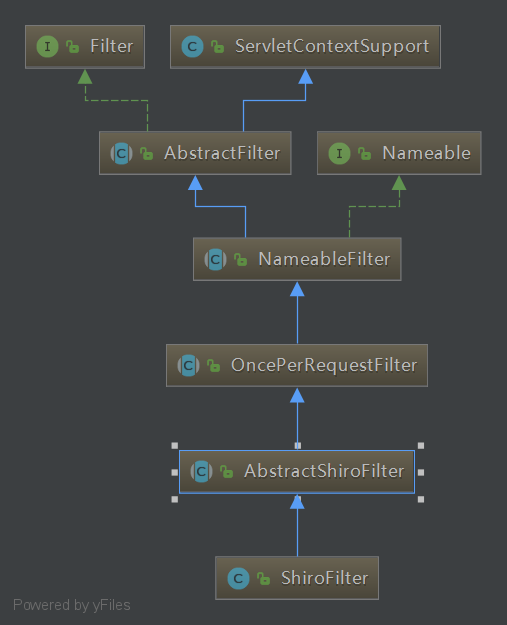 I Filter
C ServletContextSupport
C AbstractFilter
I Nameable
C NameableFilter
C OncePerRequestFilter
C AbstractShiroFilter
C ShiroFilter
Powered by yFiles